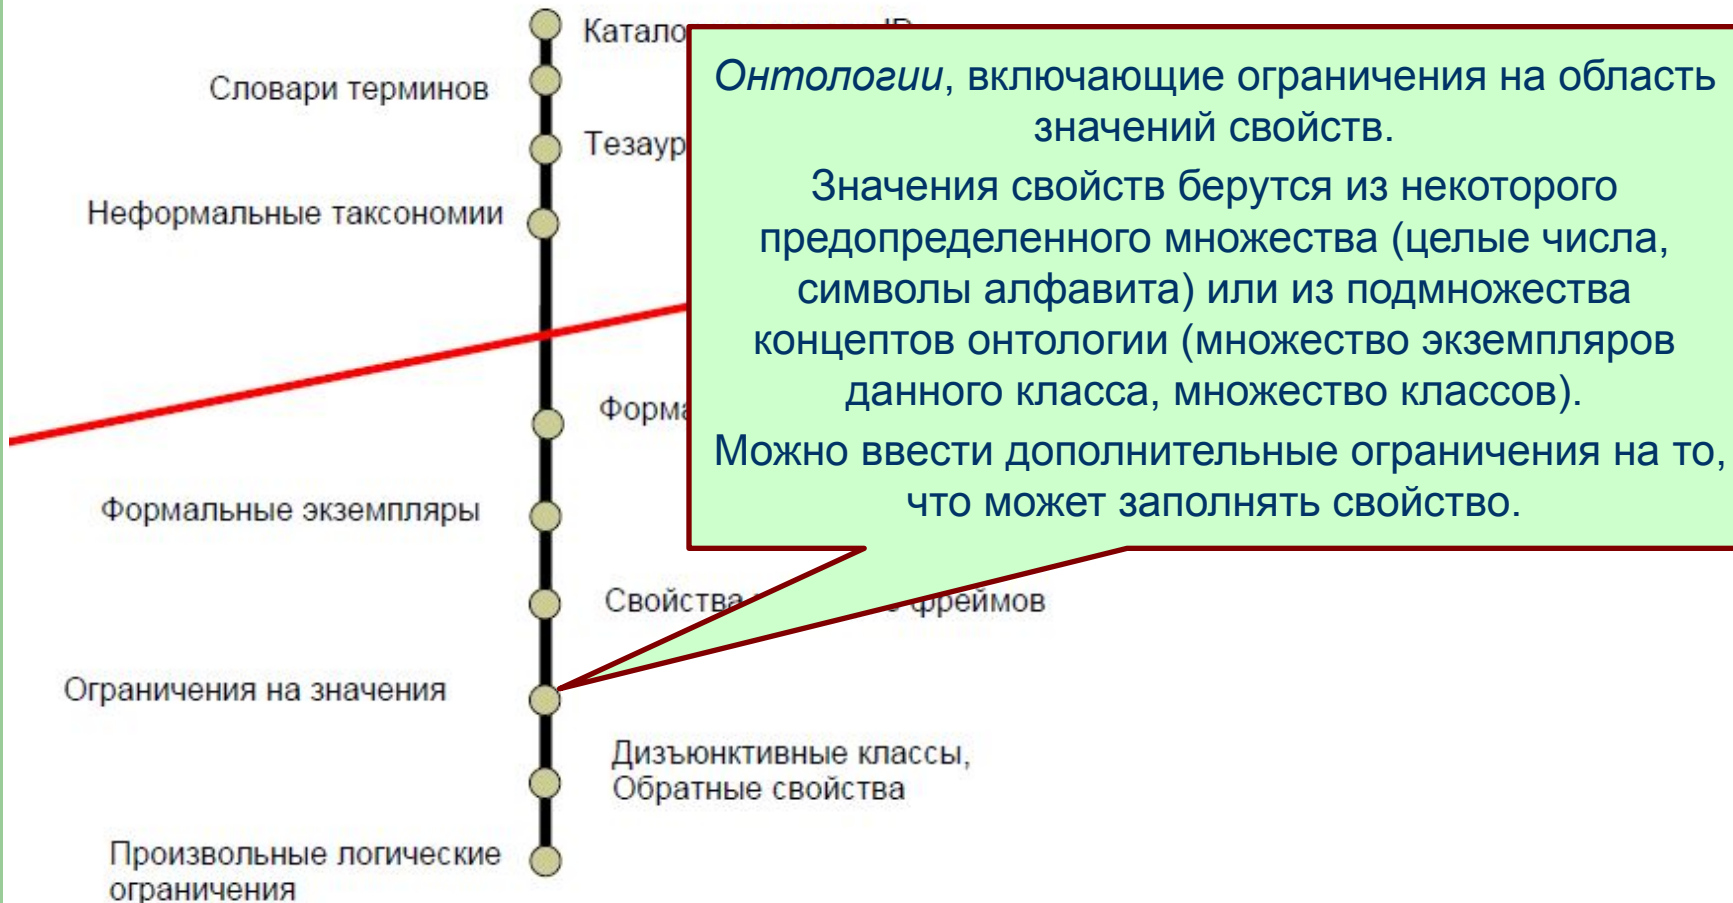 Словари терминов
Неформальные таксономии
Формальные экземпляры
Свойства фреймов
Ограничения на значения
Дизъюнктивные классы,
Обратные свойства
Произвольные логические
ограничения
Онтологии, включающие ограничения на область
значений свойств.
Значения свойств берутся из некоторого
предопределенного множества (целые числа,
символы алфавита) или из подмножества
концептов онтологии (множество экземпляров
данного класса, множество классов).
Можно ввести дополнительные ограничения на то,
что может заполнять свойство.